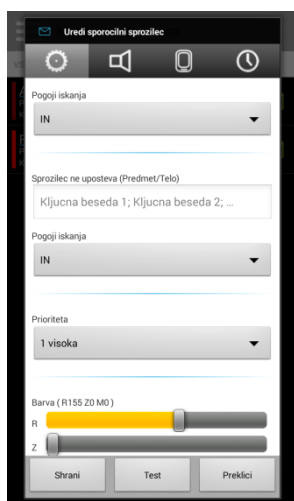 Uredi sporocilni sprozilec
Pogoji iskanja
IN
Sprozilec ne uposteva (Predmet/Telo)
Kljucna beseda 1; Kljucna beseda 2; ...
Pogoji iskanja
IN
Prioriteta
1 visoka
Barva ( R155 Z0 M0 )
R
Z
Shrani Test Preklici